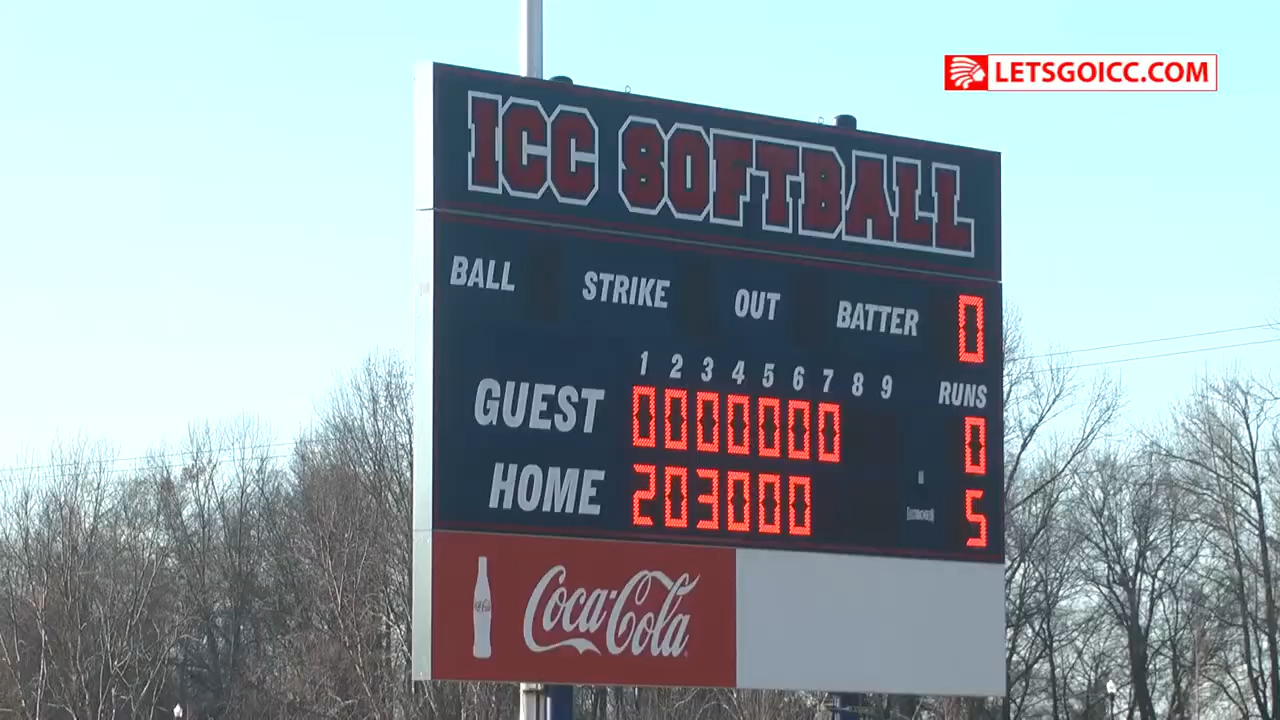 LETSGOICC.COM
ICC SOFTBALL
BALL STRIKE OUT BATTER 0
1 2 3 4 5 6 7 8 9 RUNS
GUEST 0 0 0 0 0 0 0 0
HOME 2 0 3 0 0 0 5
Coca-Cola